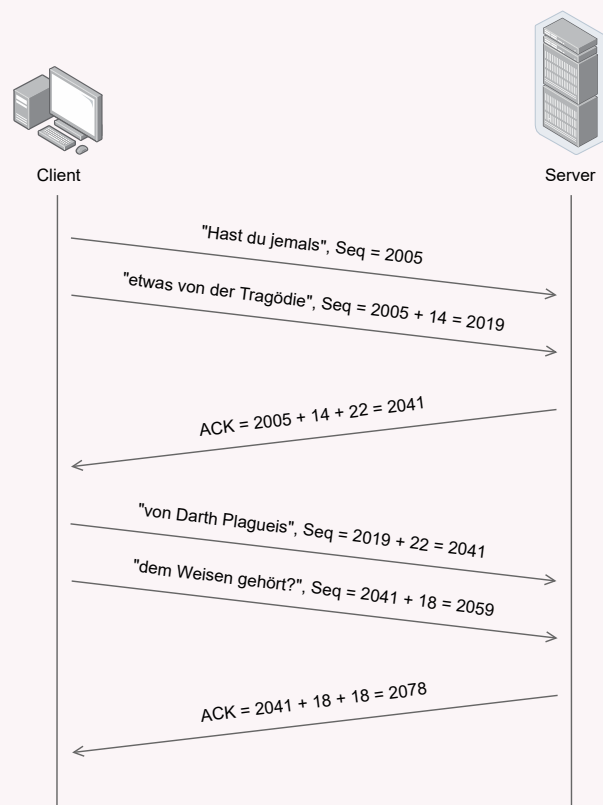 Client
Server
"Hast du jemals", Seq = 2005
"etwas von der Tragödie", Seq = 2005 + 14 = 2019
ACK = 2005 + 14 + 22 = 2041
"von Darth Plagueis", Seq = 2019 + 22 = 2041
"dem Weisen gehört?", Seq = 2041 + 18 = 2059
ACK = 2041 + 18 + 18 = 2078